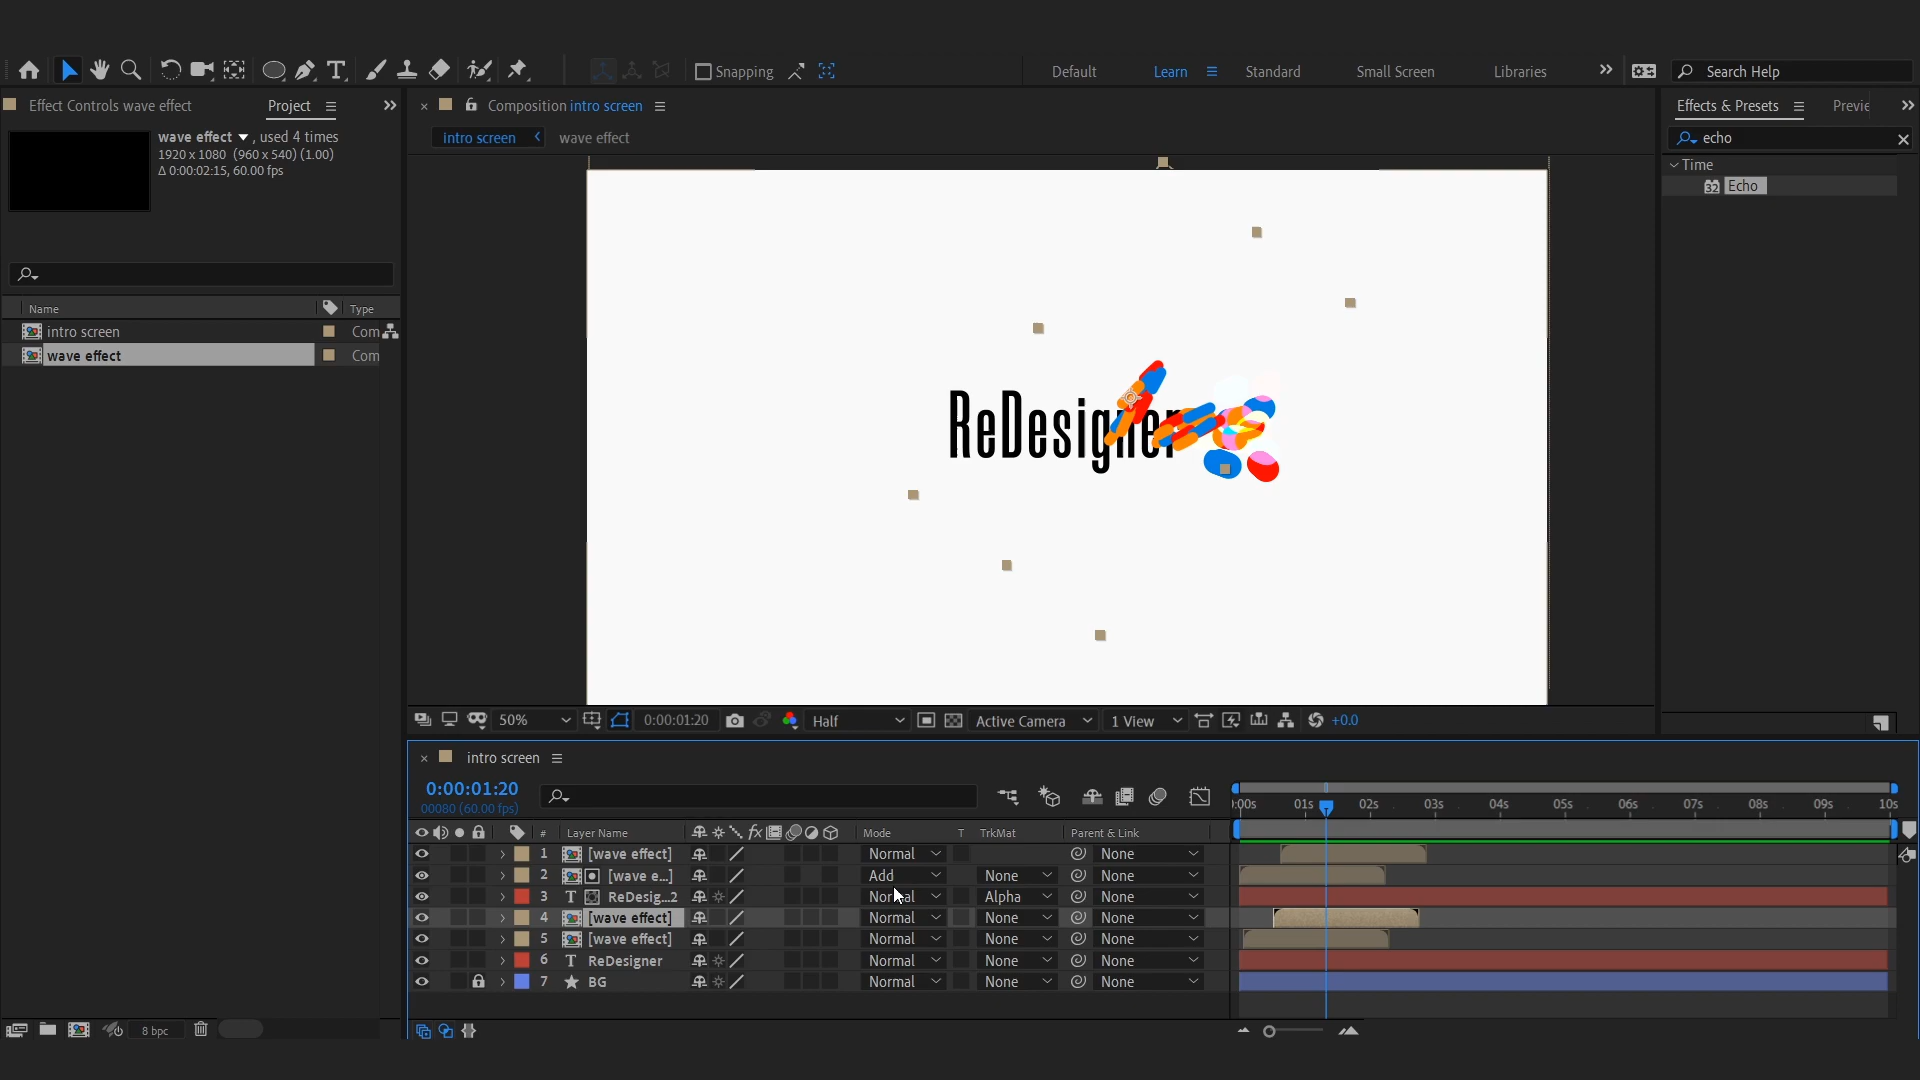 Snapping
Default
Learn
Standard
Small Screen
Libraries
Search Help
Effect Controls wave effect
Project
Composition intro screen
Effects & Presets
Previe
wave effect , used 4 times
1920 x 1080 (960 x 540) (1.00)
Δ 0:00:02:15, 60.00 fps
intro screen
wave effect
echo
Time
32 Echo
Name
Type
intro screen
Com
wave effect
Com
ReDesigner
50%
0:00:01:20
Half
Active Camera
1 View
+0.0
intro screen
0:00:01:20
00080 (60.00 fps)
):00s 01s 02s 03s 04s 05s 06s 07s 08s 09s 10s
# Layer Name fx Mode T TrkMat Parent & Link
1 [wave effect] Normal None
2 [wave e...] Add None None
3 T ReDesig...2 Normal Alpha None
4 [wave effect] Normal None None
5 [wave effect] Normal None None
6 T ReDesigner Normal None None
7 BG Normal None None
8 bpc